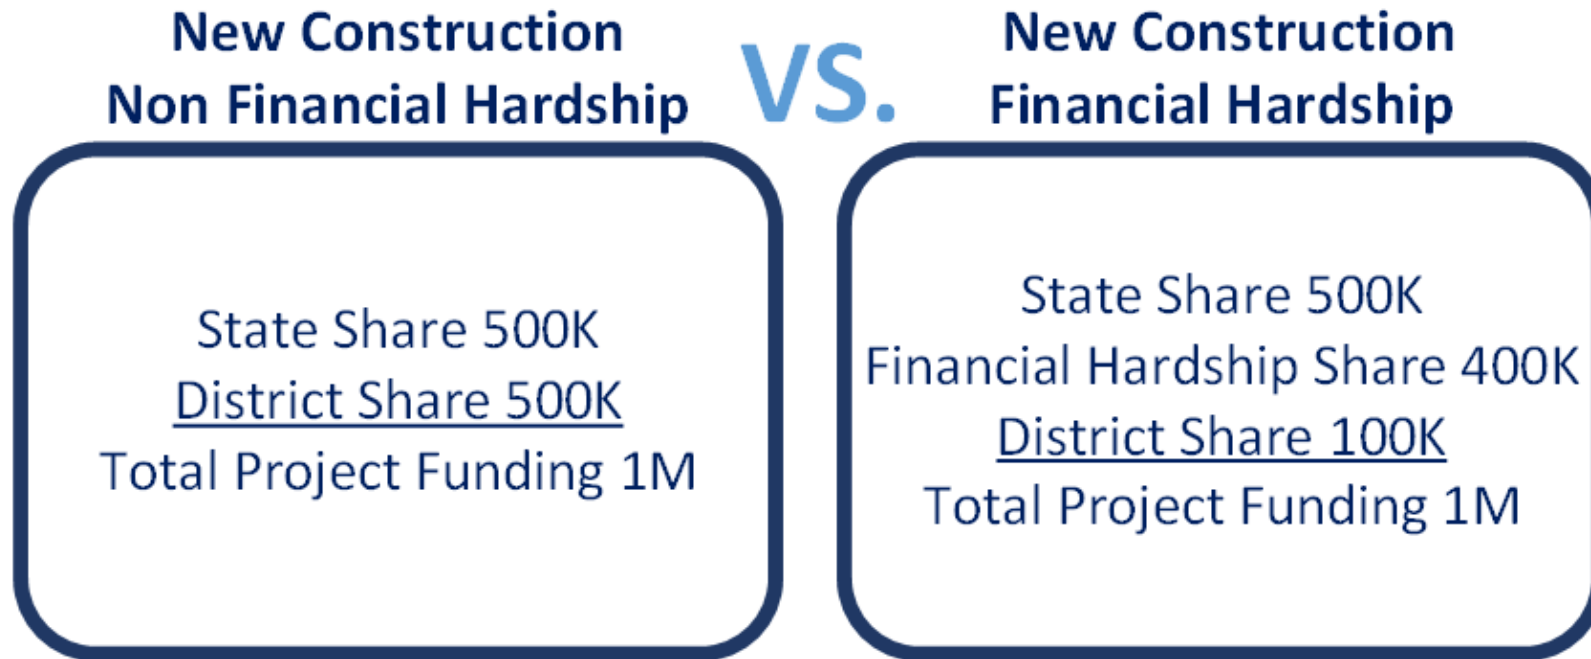 New Construction
Non Financial Hardship
VS.
New Construction
Financial Hardship
State Share 500K
District Share 500K
Total Project Funding 1M
State Share 500K
Financial Hardship Share 400K
District Share 100K
Total Project Funding 1M